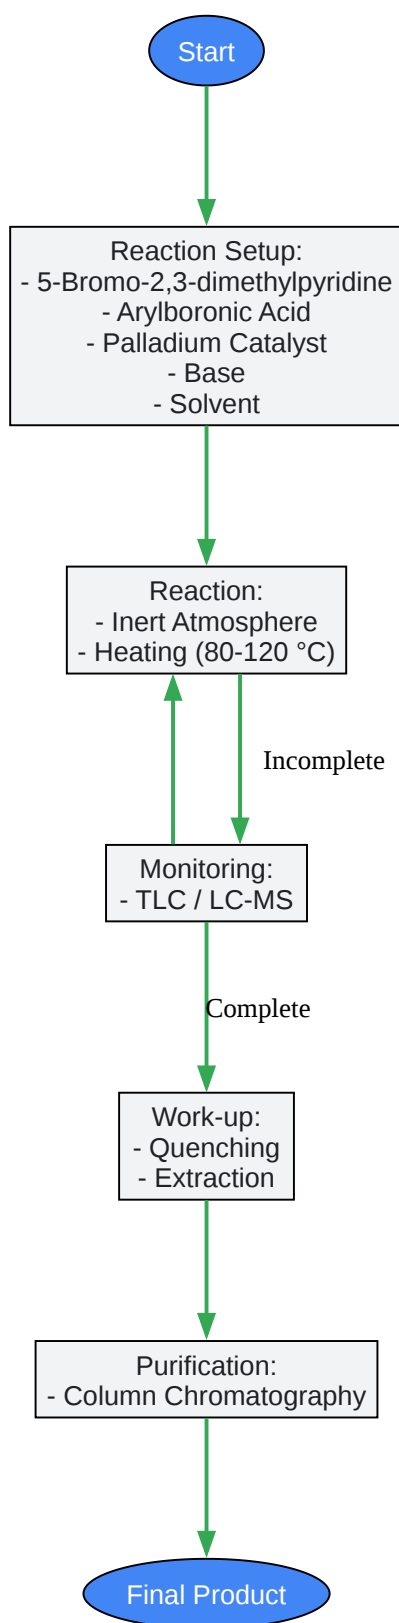 Start
Reaction Setup:
- 5-Bromo-2,3-dimethylpyridine
- Arylboronic Acid
- Palladium Catalyst
- Base
- Solvent
Reaction:
- Inert Atmosphere
- Heating (80-120 °C)
Incomplete
Monitoring:
- TLC / LC-MS
Complete
Work-up:
- Quenching
- Extraction
Purification:
- Column Chromatography
Final Product